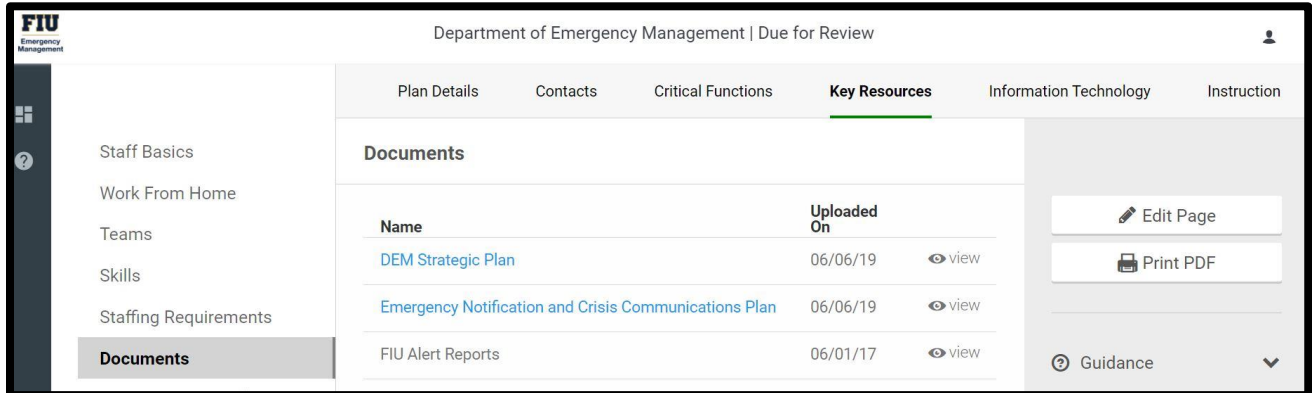 FIU
Emergency
Management
Department of Emergency Management | Due for Review
Plan Details Contacts Critical Functions Key Resources Information Technology Instruction
Staff Basics
Work From Home
Teams
Skills
Staffing Requirements
Documents
Documents
Name Uploaded On
DEM Strategic Plan 06/06/19 view
Emergency Notification and Crisis Communications Plan 06/06/19 view
FIU Alert Reports 06/01/17 view
Edit Page
Print PDF
? Guidance